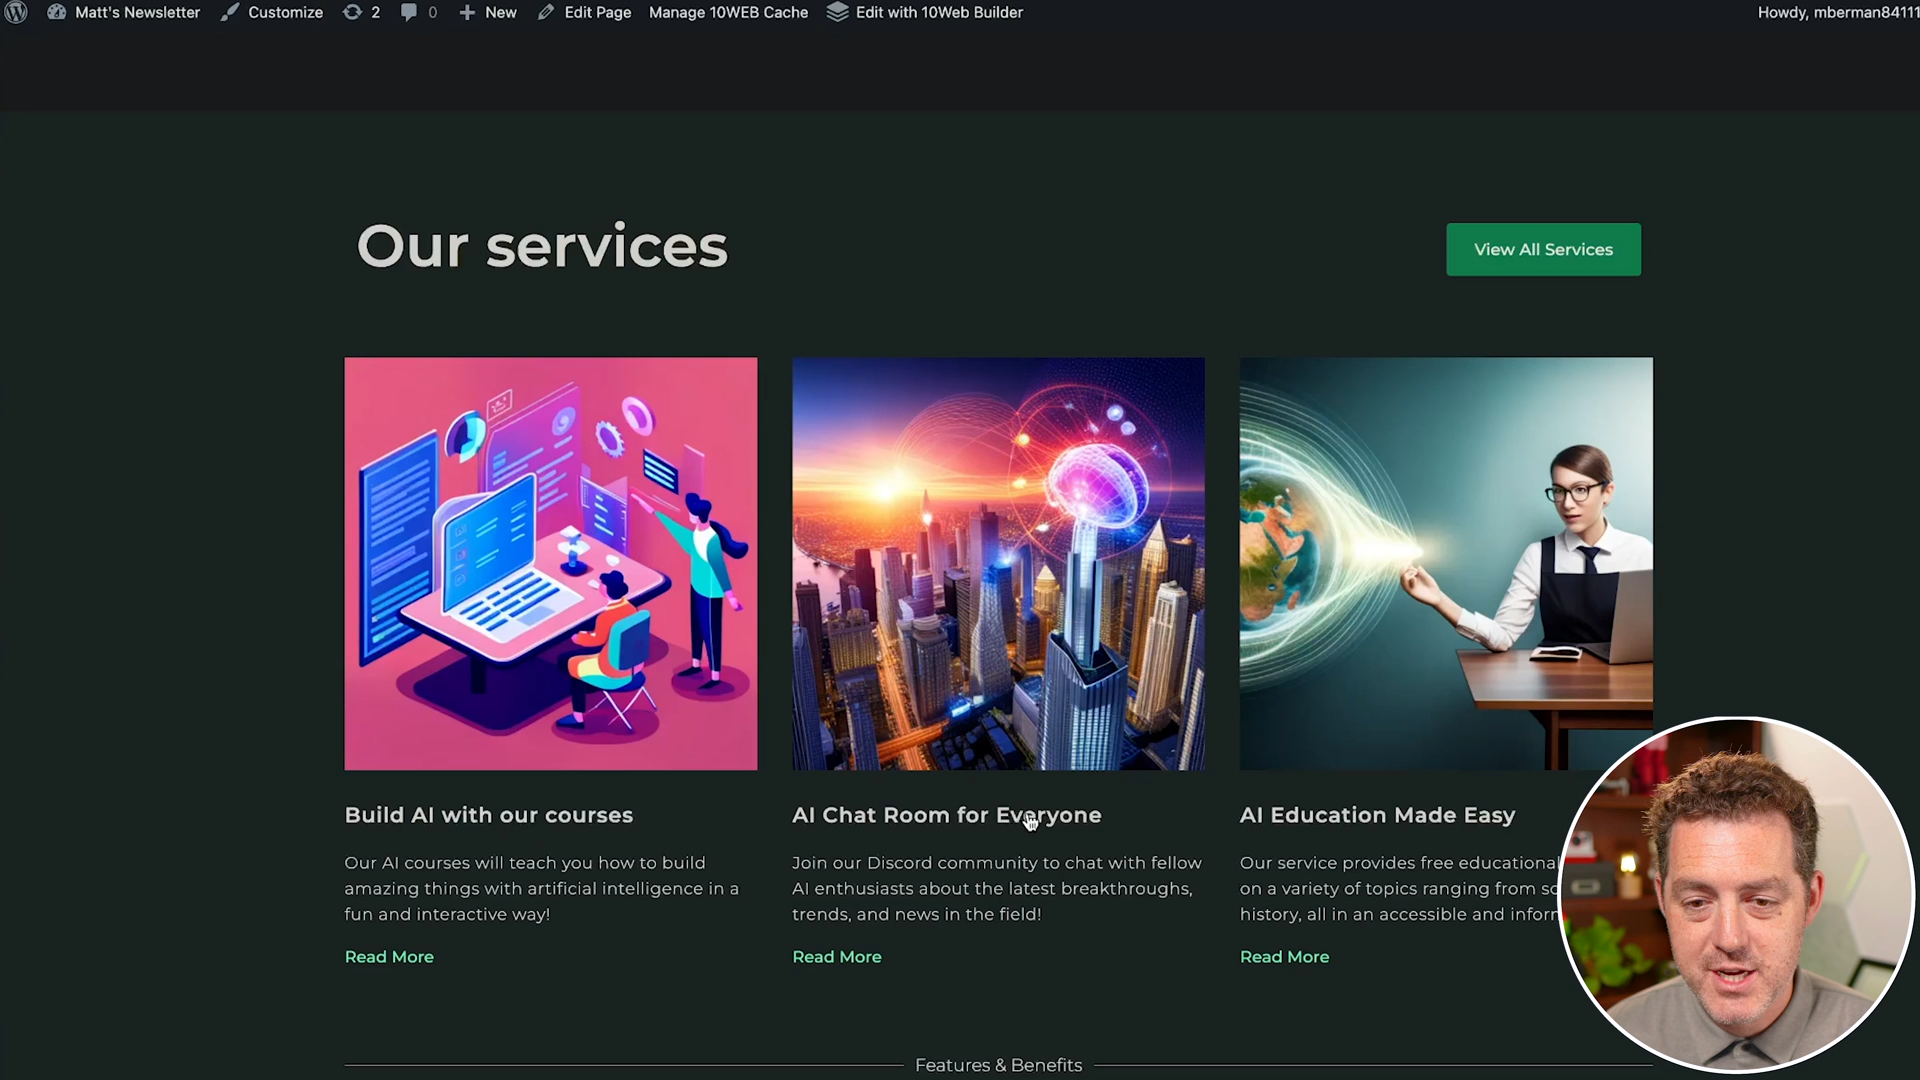 Matt's Newsletter Customize 2 0 New Edit Page Manage 10WEB Cache Edit with 10Web Builder Howdy, mberman84111
Our services
View All Services
Build AI with our courses
Our AI courses will teach you how to build
amazing things with artificial intelligence in a
fun and interactive way!
Read More
AI Chat Room for Everyone
Join our Discord community to chat with fellow
AI enthusiasts about the latest breakthroughs,
trends, and news in the field!
Read More
AI Education Made Easy
Our service provides free educational
on a variety of topics ranging from
history, all in an accessible and
Read More
Features & Benefits